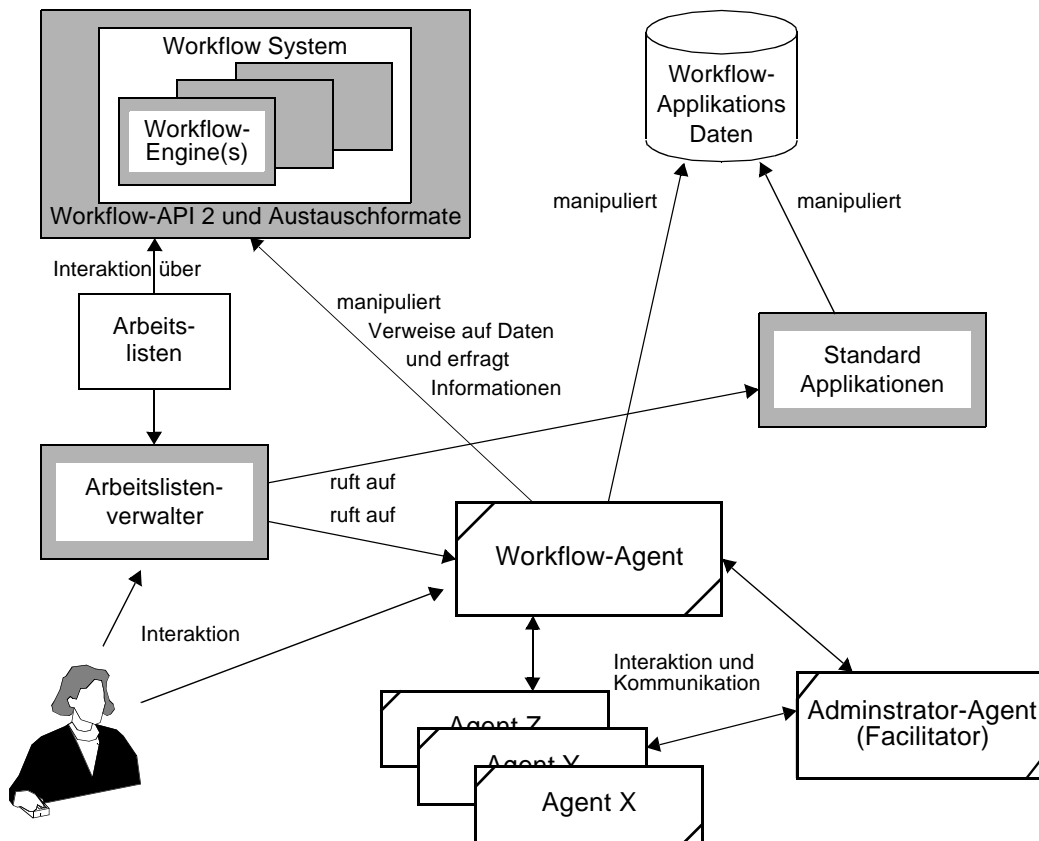 Workflow System
Workflow-
Engine(s)
Workflow-API 2 und Austauschformate
Workflow-
Applikations
Daten
manipuliert
manipuliert
Interaktion über
Arbeits-
listen
manipuliert
Verweise auf Daten
und erfragt
Informationen
Standard
Applikationen
Arbeitslisten-
verwalter
ruft auf
ruft auf
Workflow-Agent
Interaktion
Interaktion und
Kommunikation
Adminstrator-Agent
(Facilitator)
Agent Z
Agent Y
Agent X